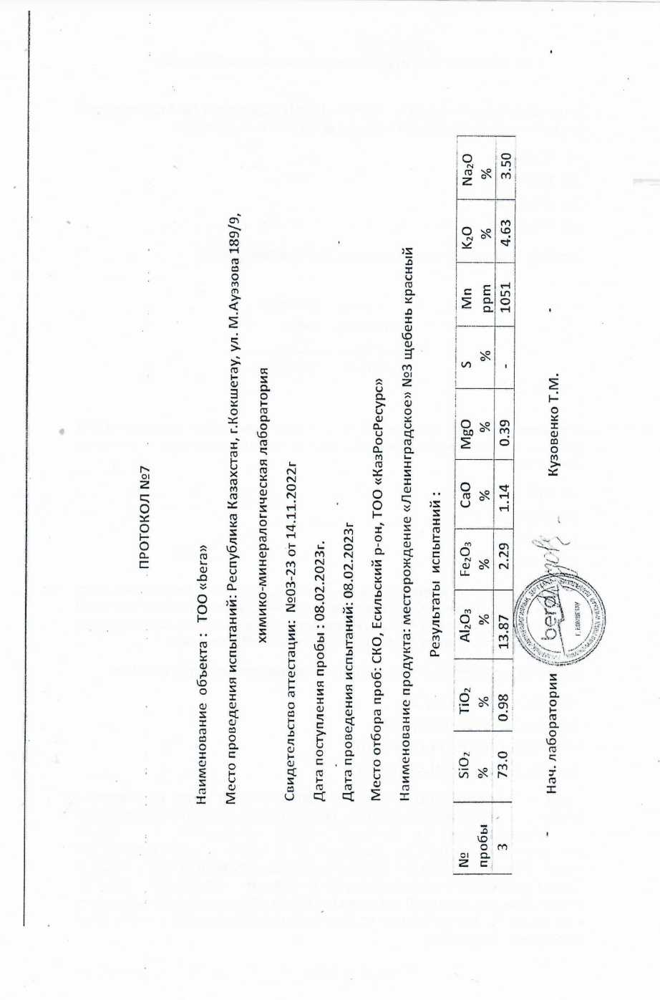 ПРОТОКОЛ №7
Наименование объекта : ТОО «bera»
Место проведения испытаний: Республика Казахстан, г.Кокшетау, ул. М.Ауэзова 189/9,
химико-минералогическая лаборатория
Свидетельство аттестации: №03-23 от 14.11.2022г
Дата поступления пробы : 08.02.2023г.
Дата проведения испытаний: 08.02.2023г
Место отбора проб: СКО, Есильский р-он, ТОО «КазРосРесурс»
Наименование продукта: месторождение «Ленинградское» №3 щебень красный
Результаты испытаний :
№ пробы SiO₂ % TiO₂ % Al₂O₃ % Fe₂O₃ % CaO % MgO % S % Mn ppm K₂O % Na₂O %
3 73.0 0.98 13.87 2.29 1.14 0.39 - 1051 4.63 3.50
- Нач. лаборатории Кузовенко Т.М.
bera
Г. КОКШЕТАУ